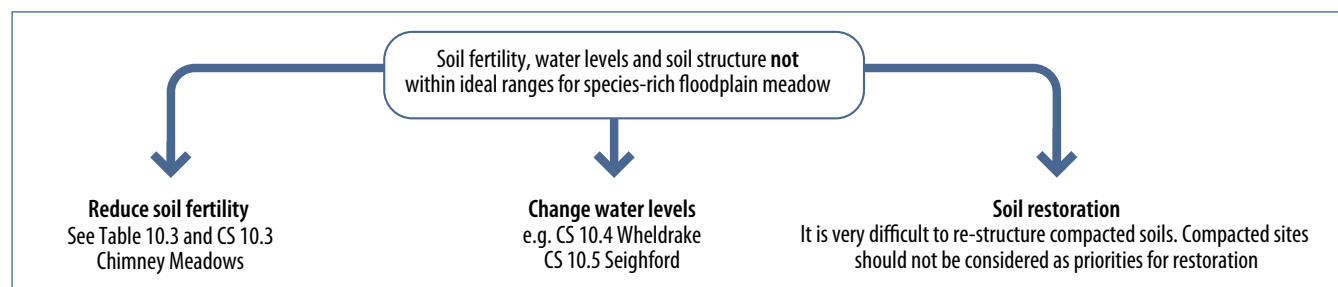 Soil fertility, water levels and soil structure not
within ideal ranges for species-rich floodplain meadow
Reduce soil fertility
See Table 10.3 and CS 10.3
Chimney Meadows
Change water levels
e.g. CS 10.4 Wheldrake
CS 10.5 Seighford
Soil restoration
It is very difficult to re-structure compacted soils. Compacted sites
should not be considered as priorities for restoration